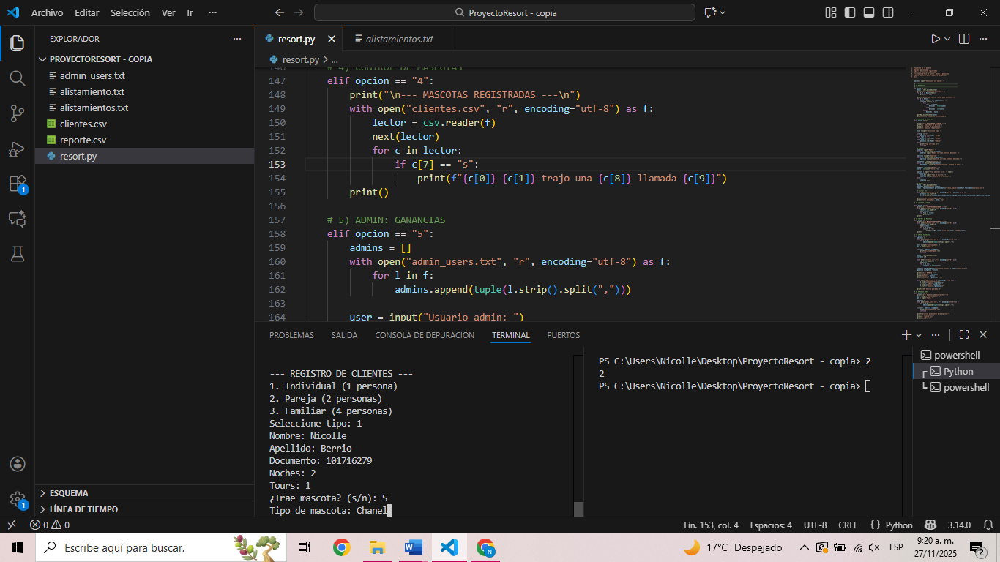 Archivo Editar Selección Ver Ir ···
ProyectoResort - copia
EXPLORADOR ···
PROYECTORESORT - COPIA
admin_users.txt
alistamiento.txt
alistamientos.txt
clientes.csv
reporte.csv
resort.py
ESQUEMA
LÍNEA DE TIEMPO
1
1
resort.py
alistamientos.txt
resort.py > ...
146 # 4) CONTROL DE MASCOTAS
147 elif opcion == "4":
148 print("\n--- MASCOTAS REGISTRADAS ---\n")
149 with open("clientes.csv", "r", encoding="utf-8") as f:
150 lector = csv.reader(f)
151 next(lector)
152 for c in lector:
153 if c[7] == "s":
154 print(f"{c[0]} {c[1]} trajo una {c[8]} llamada {c[9]}")
155 print()
156
157 # 5) ADMIN: GANANCIAS
158 elif opcion == "5":
159 admins = []
160 with open("admin_users.txt", "r", encoding="utf-8") as f:
161 for l in f:
162 admins.append(tuple(l.strip().split(",")))
163
164 user = input("Usuario admin: ")
PROBLEMAS SALIDA CONSOLA DE DEPURACIÓN TERMINAL PUERTOS
--- REGISTRO DE CLIENTES ---
1. Individual (1 persona)
2. Pareja (2 personas)
3. Familiar (4 personas)
Seleccione tipo: 1
Nombre: Nicolle
Apellido: Berrio
Documento: 101716279
Noches: 2
Tours: 1
¿Trae mascota? (s/n): S
Tipo de mascota: Chanel
PS C:\Users\Nicolle\Desktop\ProyectoResort - copia> 2
2
PS C:\Users\Nicolle\Desktop\ProyectoResort - copia>
powershell
Python
powershell
0 0
Lín. 153, col. 4 Espacios: 4 UTF-8 CRLF { } Python 3.14.0
Escribe aquí para buscar.
17°C Despejado
ESP
9:20 a. m.
27/11/2025
2